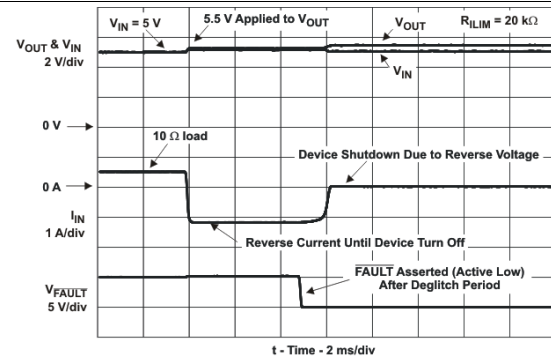 V_IN = 5 V
5.5 V Applied to V_OUT
V_OUT
R_ILIM = 20 kΩ
V_OUT & V_IN
2 V/div
V_IN
0 V
10 Ω load
Device Shutdown Due to Reverse Voltage
0 A
I_IN
1 A/div
Reverse Current Until Device Turn Off
V_FAULT
5 V/div
FAULT Asserted (Active Low)
After Deglitch Period
t - Time - 2 ms/div